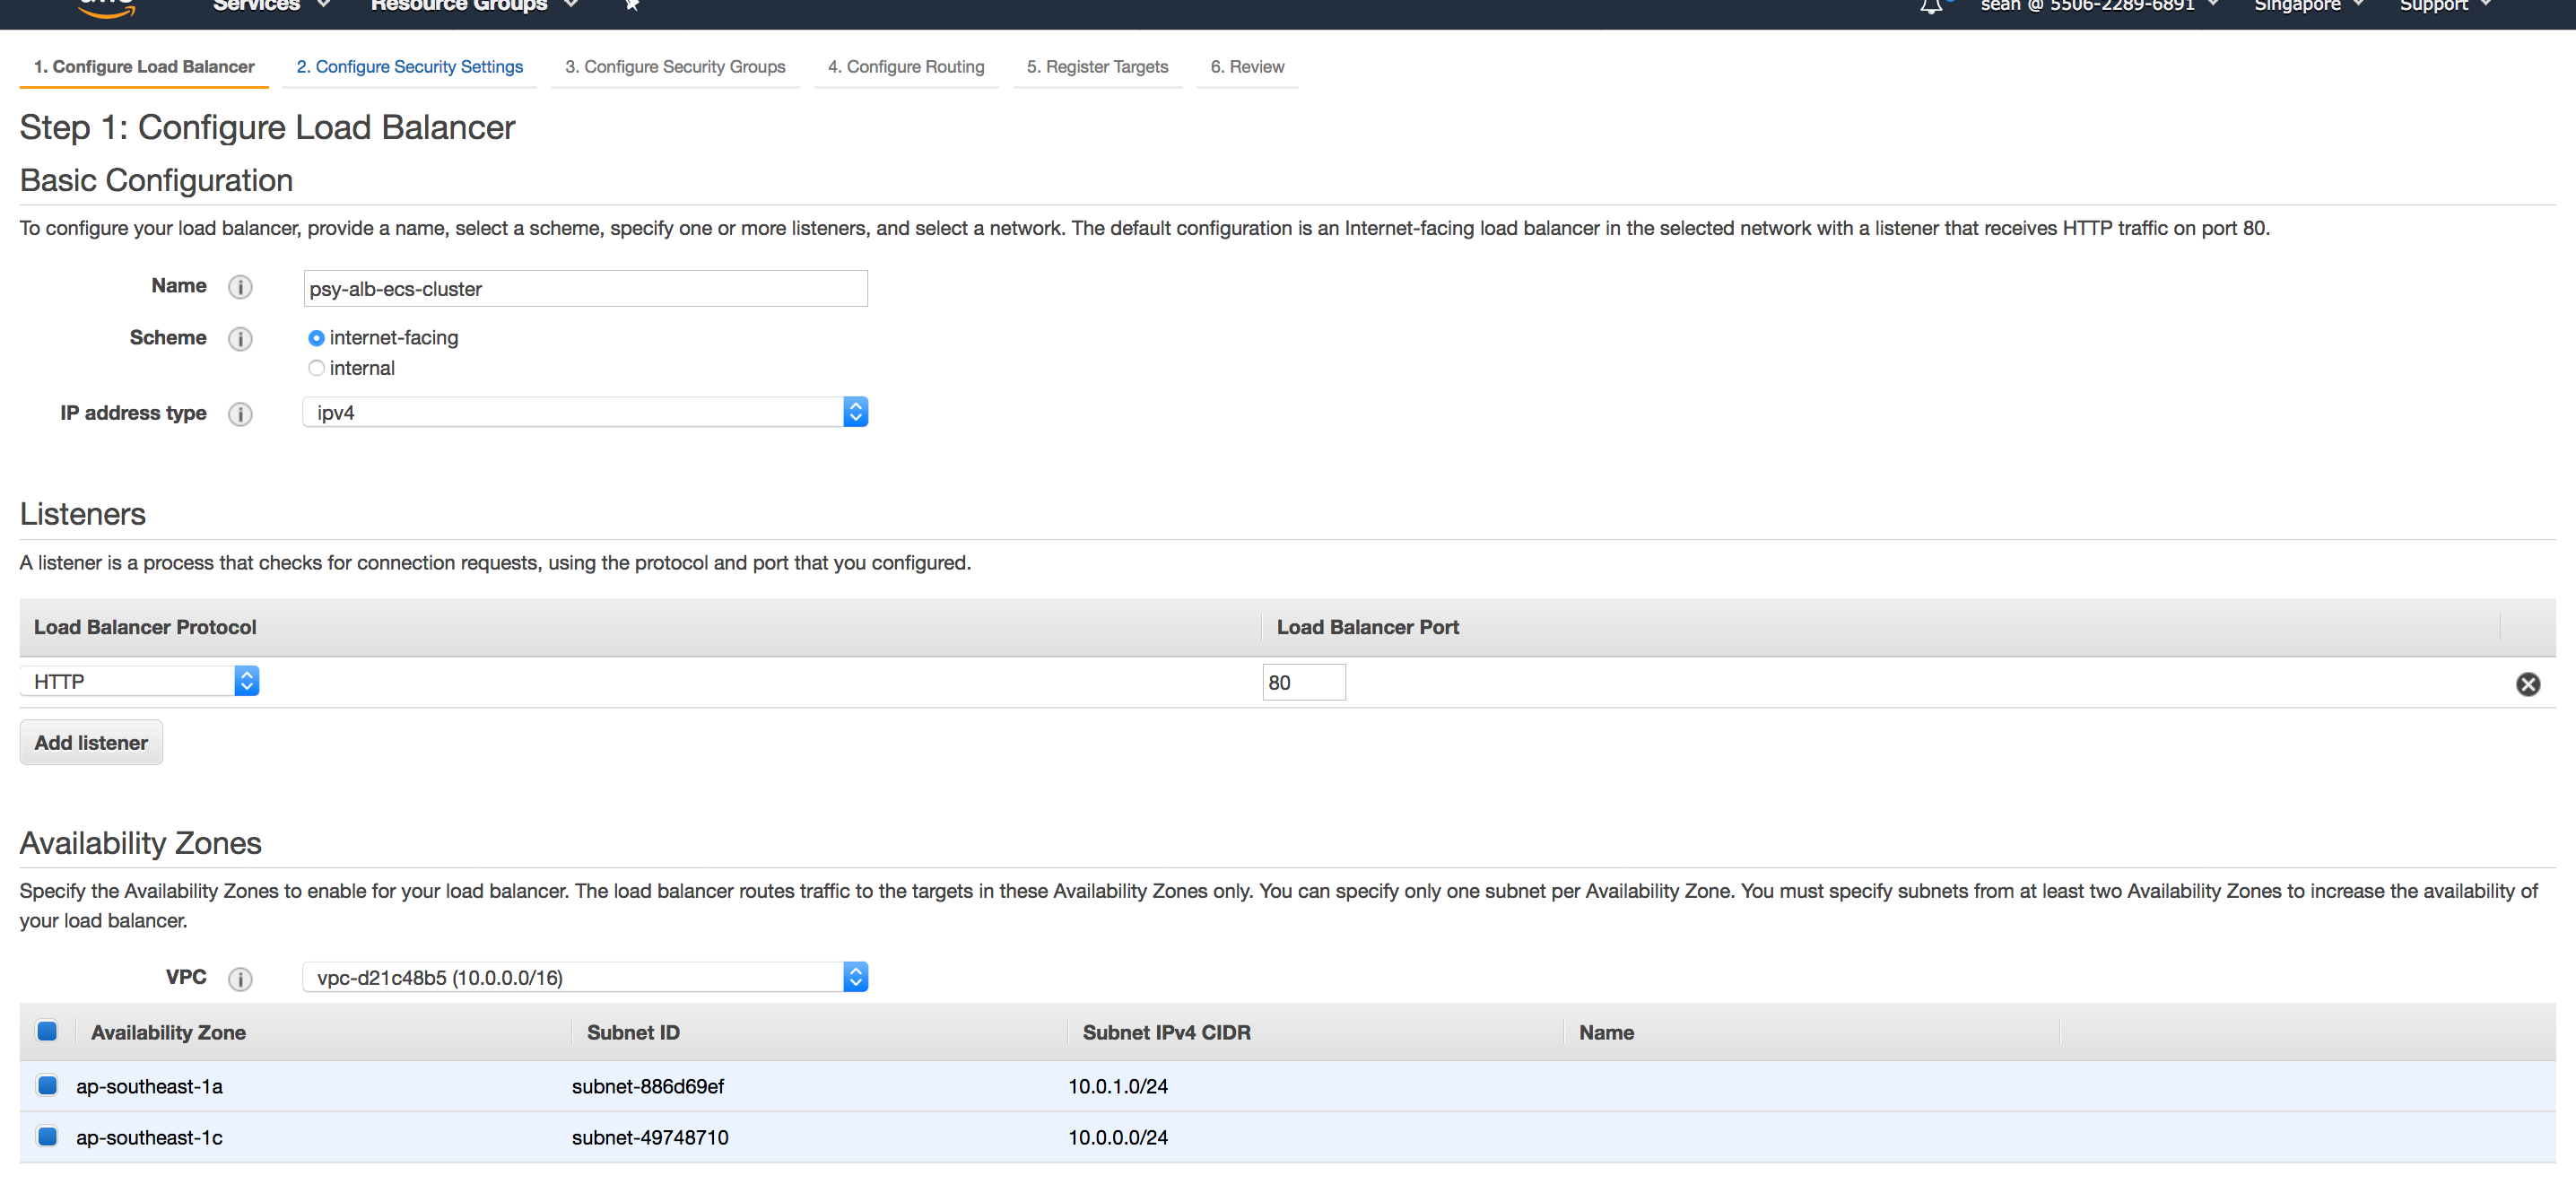 Services Resource Groups sean @ 5506-2289-6891 Singapore Support
1. Configure Load Balancer 2. Configure Security Settings 3. Configure Security Groups 4. Configure Routing 5. Register Targets 6. Review
Step 1: Configure Load Balancer
Basic Configuration
To configure your load balancer, provide a name, select a scheme, specify one or more listeners, and select a network. The default configuration is an Internet-facing load balancer in the selected network with a listener that receives HTTP traffic on port 80.
Name psy-alb-ecs-cluster
Scheme internet-facing
internal
IP address type ipv4
Listeners
A listener is a process that checks for connection requests, using the protocol and port that you configured.
Load Balancer Protocol Load Balancer Port
HTTP 80
Add listener
Availability Zones
Specify the Availability Zones to enable for your load balancer. The load balancer routes traffic to the targets in these Availability Zones only. You can specify only one subnet per Availability Zone. You must specify subnets from at least two Availability Zones to increase the availability of
your load balancer.
VPC vpc-d21c48b5 (10.0.0.0/16)
Availability Zone Subnet ID Subnet IPv4 CIDR Name
ap-southeast-1a subnet-886d69ef 10.0.1.0/24
ap-southeast-1c subnet-49748710 10.0.0.0/24